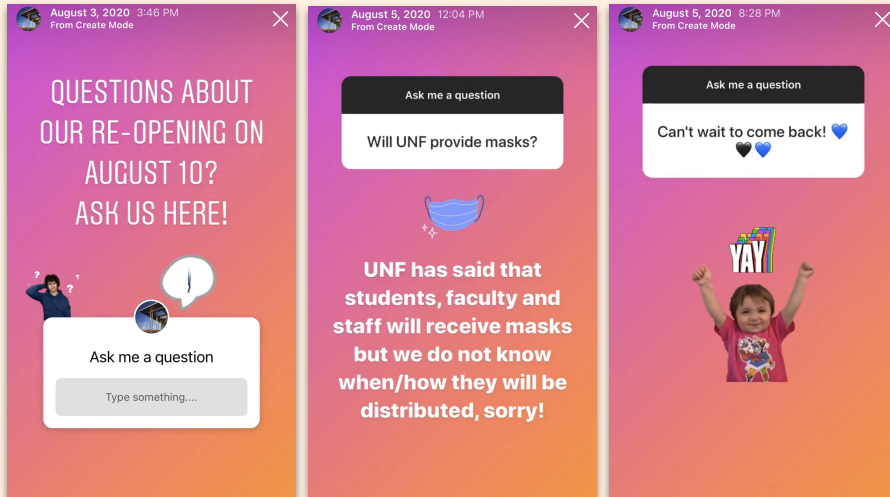 August 3, 2020 3:46 PM
From Create Mode
QUESTIONS ABOUT
OUR RE-OPENING ON
AUGUST 10?
ASK US HERE!
? ? ?
Ask me a question
Type something....
August 5, 2020 12:04 PM
From Create Mode
Ask me a question
Will UNF provide masks?
UNF has said that
students, faculty and
staff will receive masks
but we do not know
when/how they will be
distributed, sorry!
August 5, 2020 8:28 PM
From Create Mode
Ask me a question
Can't wait to come back! 💙
🖤💙
YAY